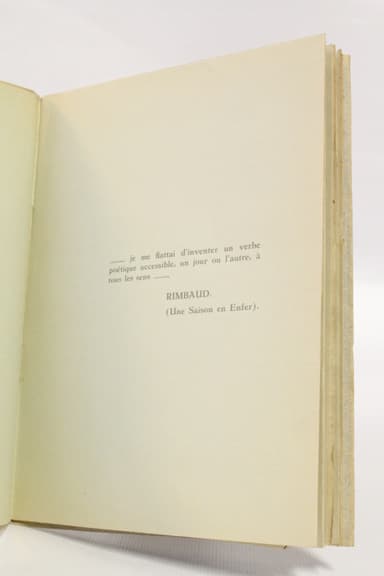 —— je me flattai d'inventer un verbe
poétique accessible, un jour ou l'autre, à
tous les sens ——.
RIMBAUD.
(Une Saison en Enfer).